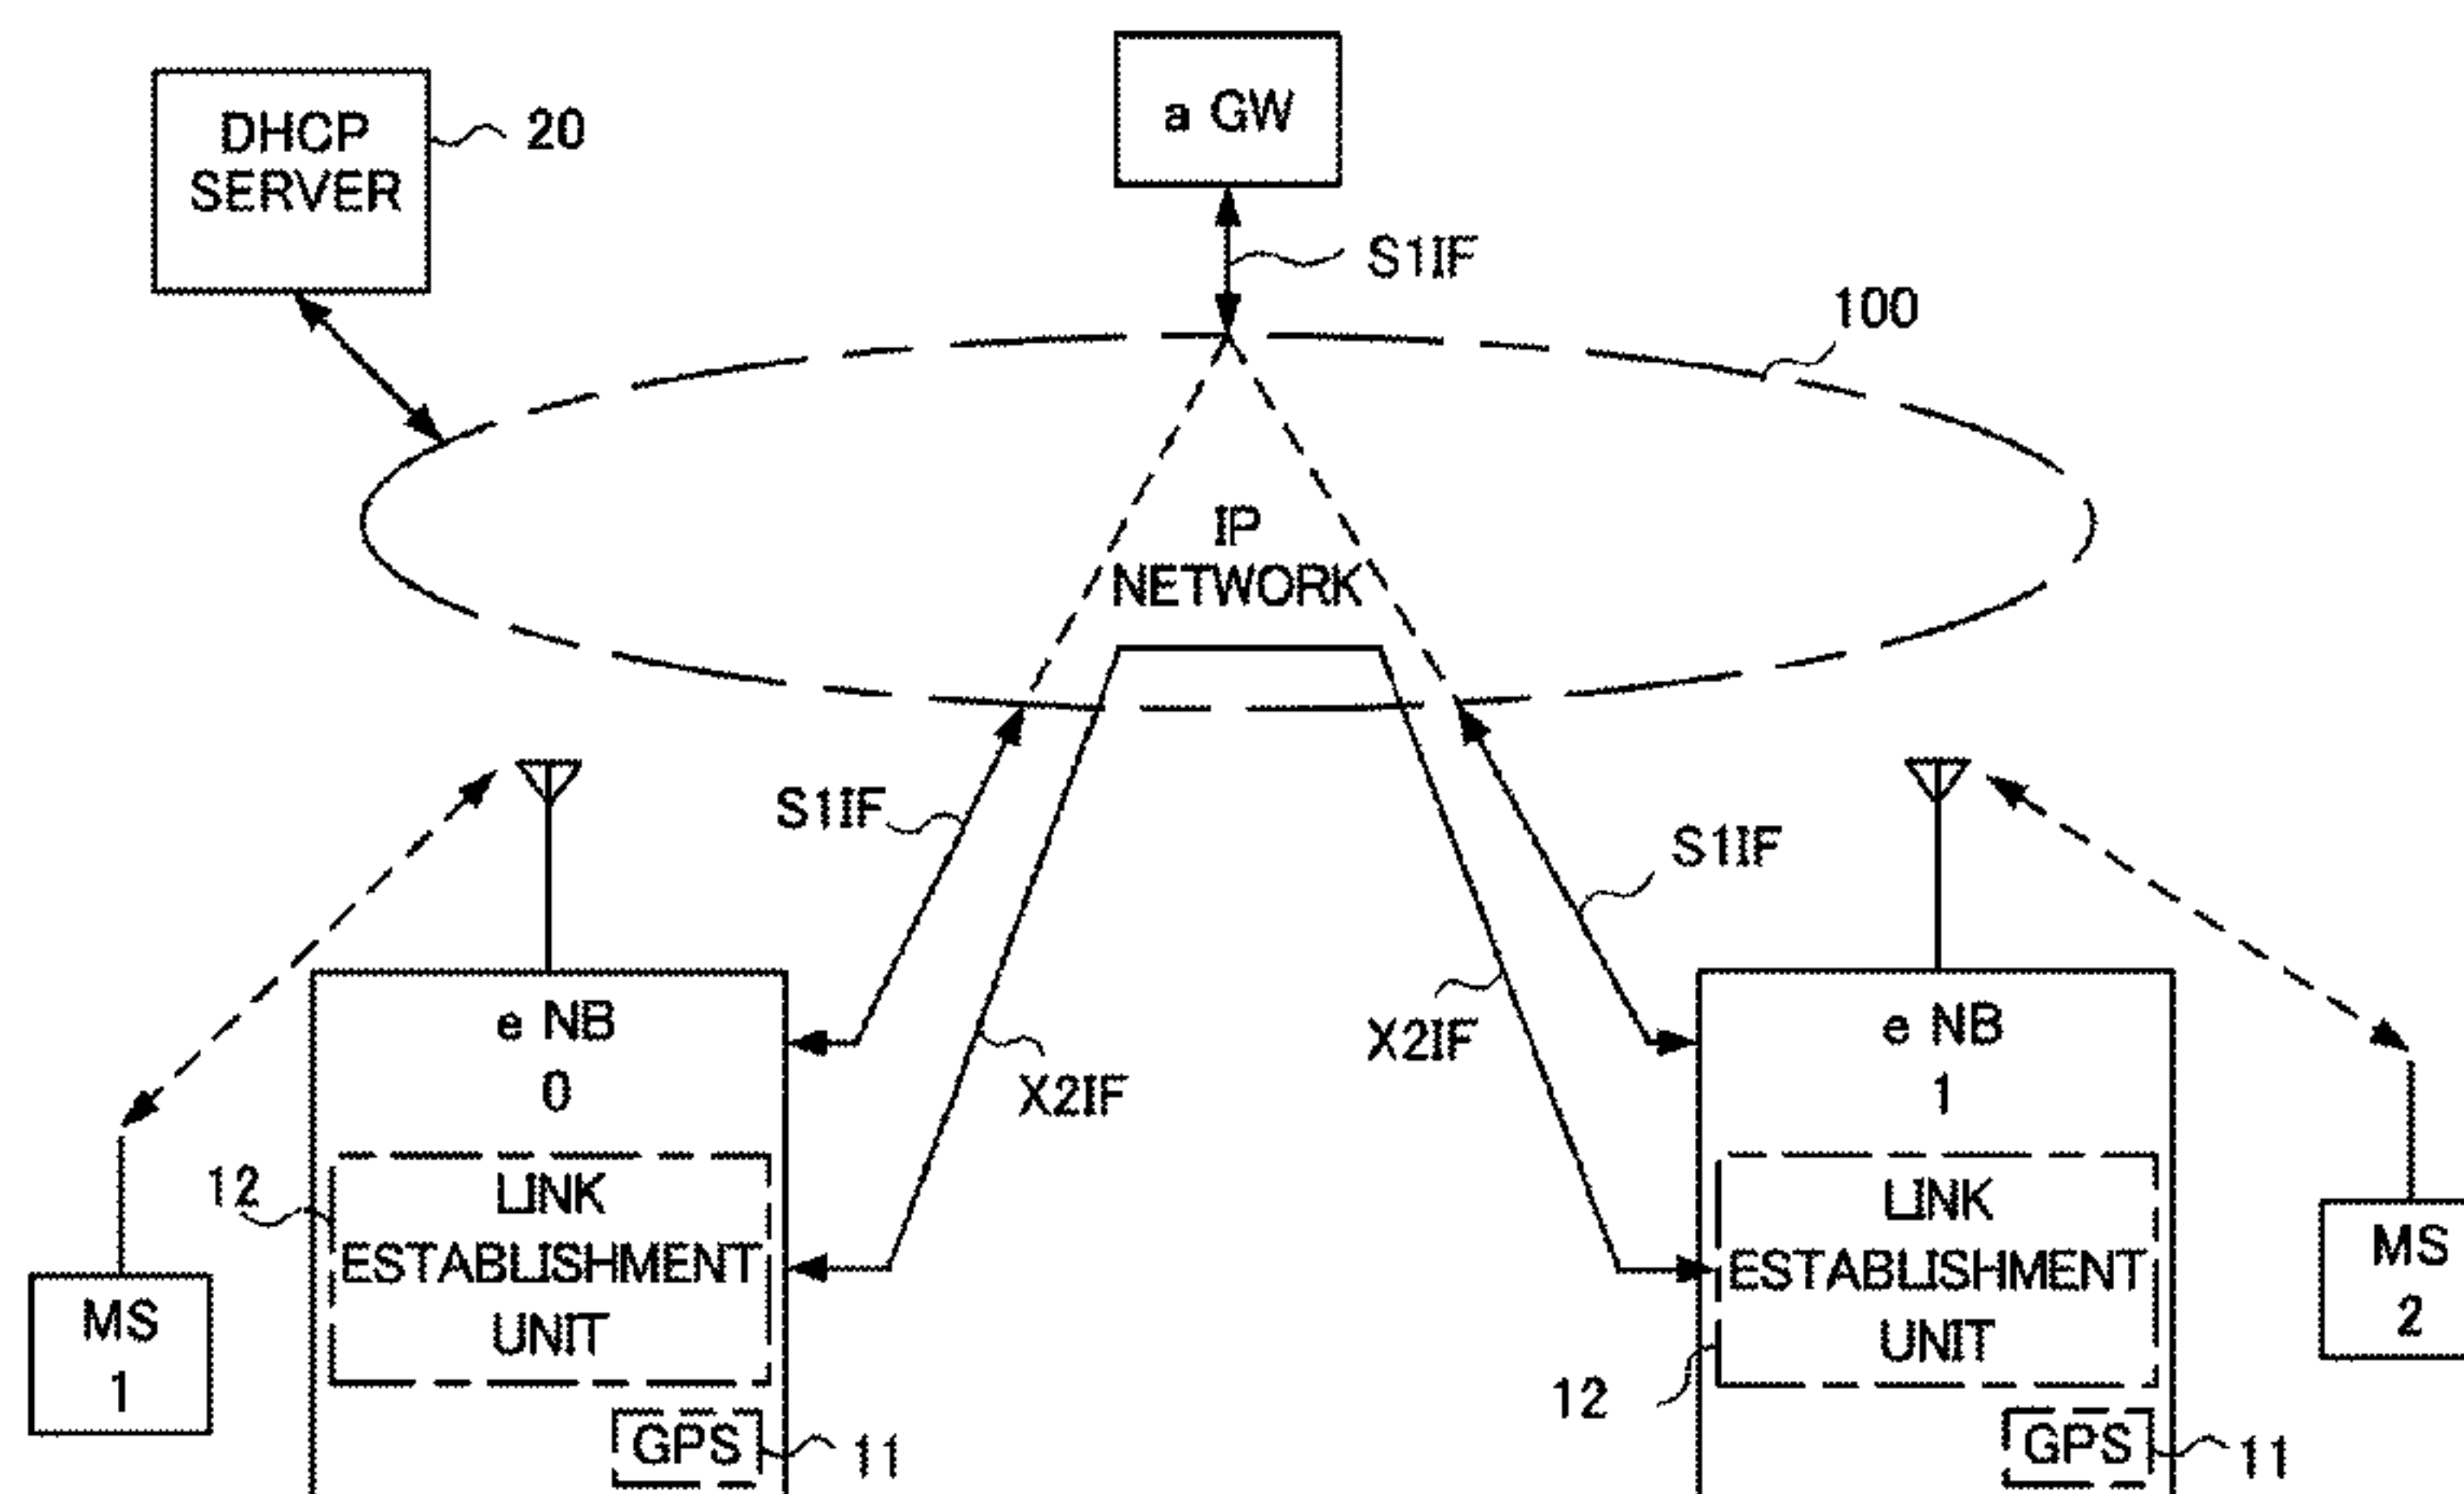 a GW
DHCP
SERVER
20
S1IF
100
IP
NETWORK
S1IF
S1IF
e NB
0
X2IF
X2IF
e NB
1
12
LINK
ESTABLISHMENT
UNIT
LINK
ESTABLISHMENT
UNIT
12
MS
1
MS
2
GPS
11
GPS
11